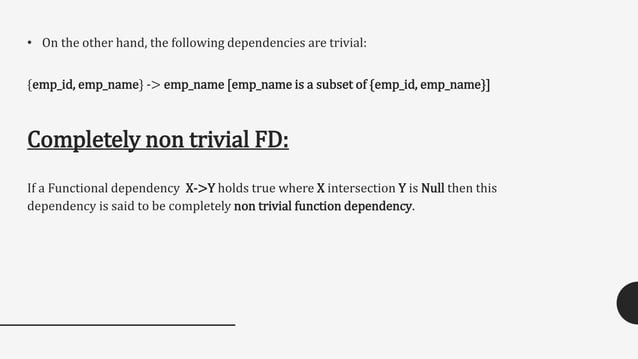 • On the other hand, the following dependencies are trivial:
{emp_id, emp_name} -> emp_name [emp_name is a subset of {emp_id, emp_name}]
Completely non trivial FD:
If a Functional dependency X->Y holds true where X intersection Y is Null then this
dependency is said to be completely non trivial function dependency.